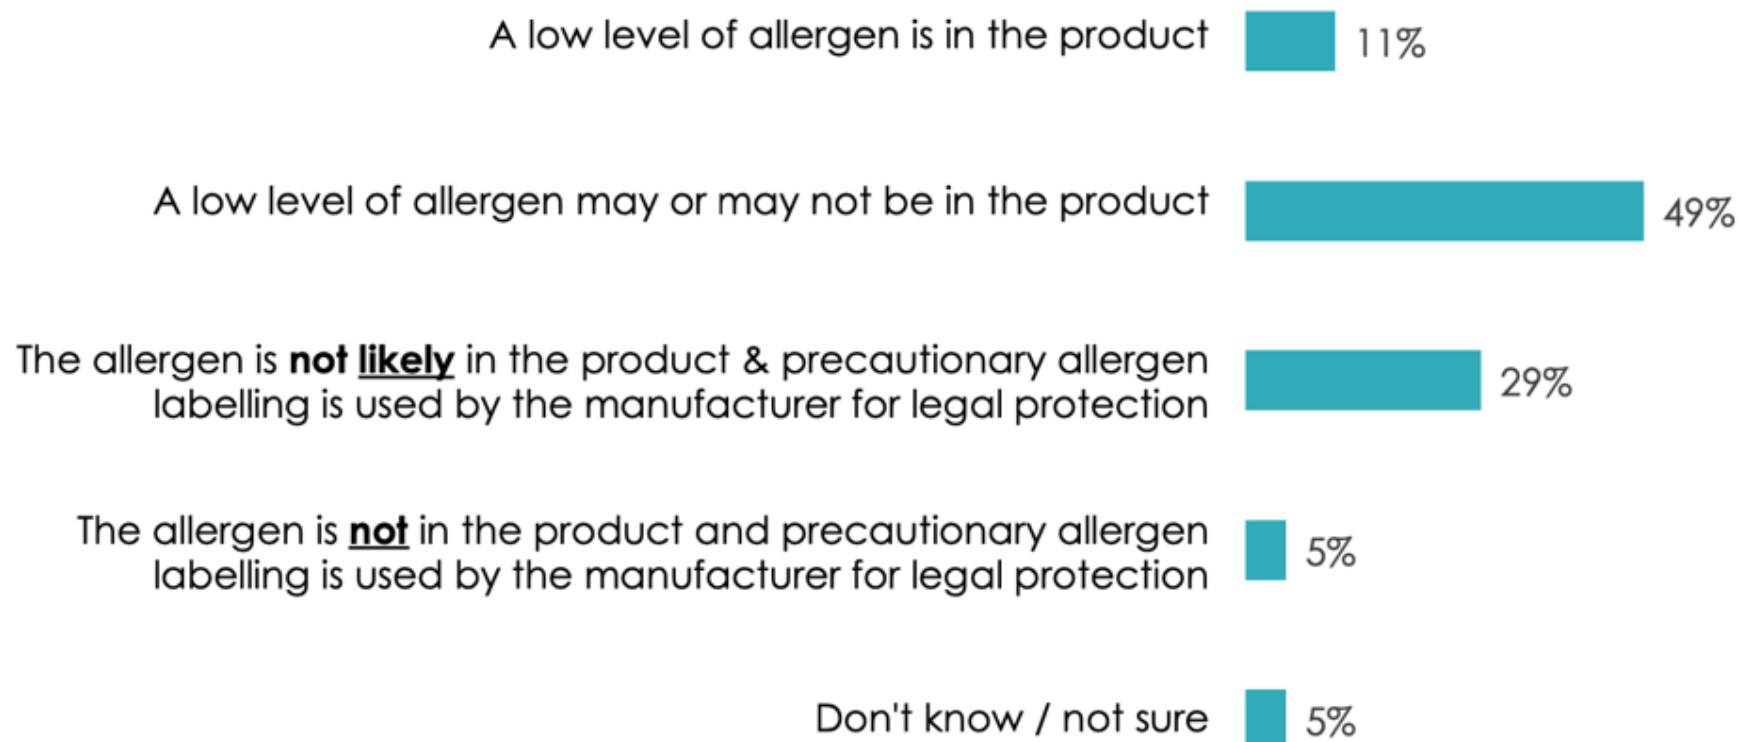 A low level of allergen is in the product 11%
A low level of allergen may or may not be in the product 49%
The allergen is not likely in the product & precautionary allergen
labelling is used by the manufacturer for legal protection 29%
The allergen is not in the product and precautionary allergen
labelling is used by the manufacturer for legal protection 5%
Don't know / not sure 5%